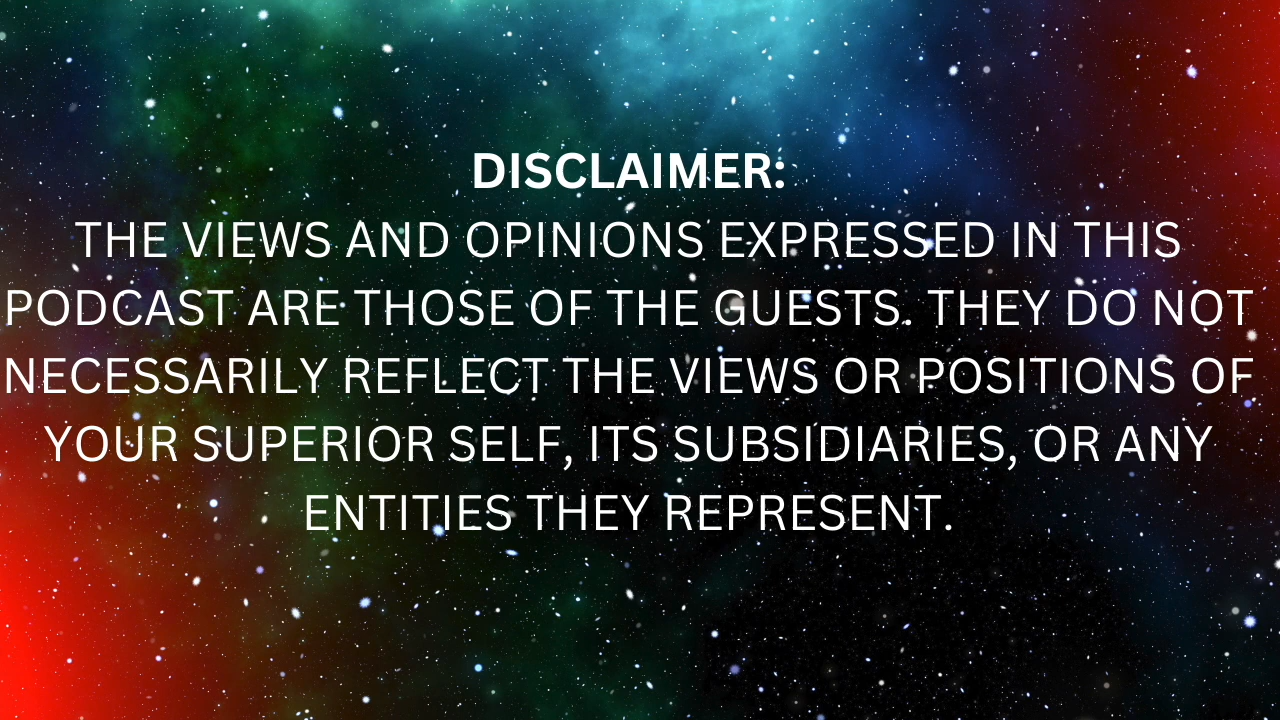 DISCLAIMER:
THE VIEWS AND OPINIONS EXPRESSED IN THIS
PODCAST ARE THOSE OF THE GUESTS. THEY DO NOT
NECESSARILY REFLECT THE VIEWS OR POSITIONS OF
YOUR SUPERIOR SELF, ITS SUBSIDIARIES, OR ANY
ENTITIES THEY REPRESENT.